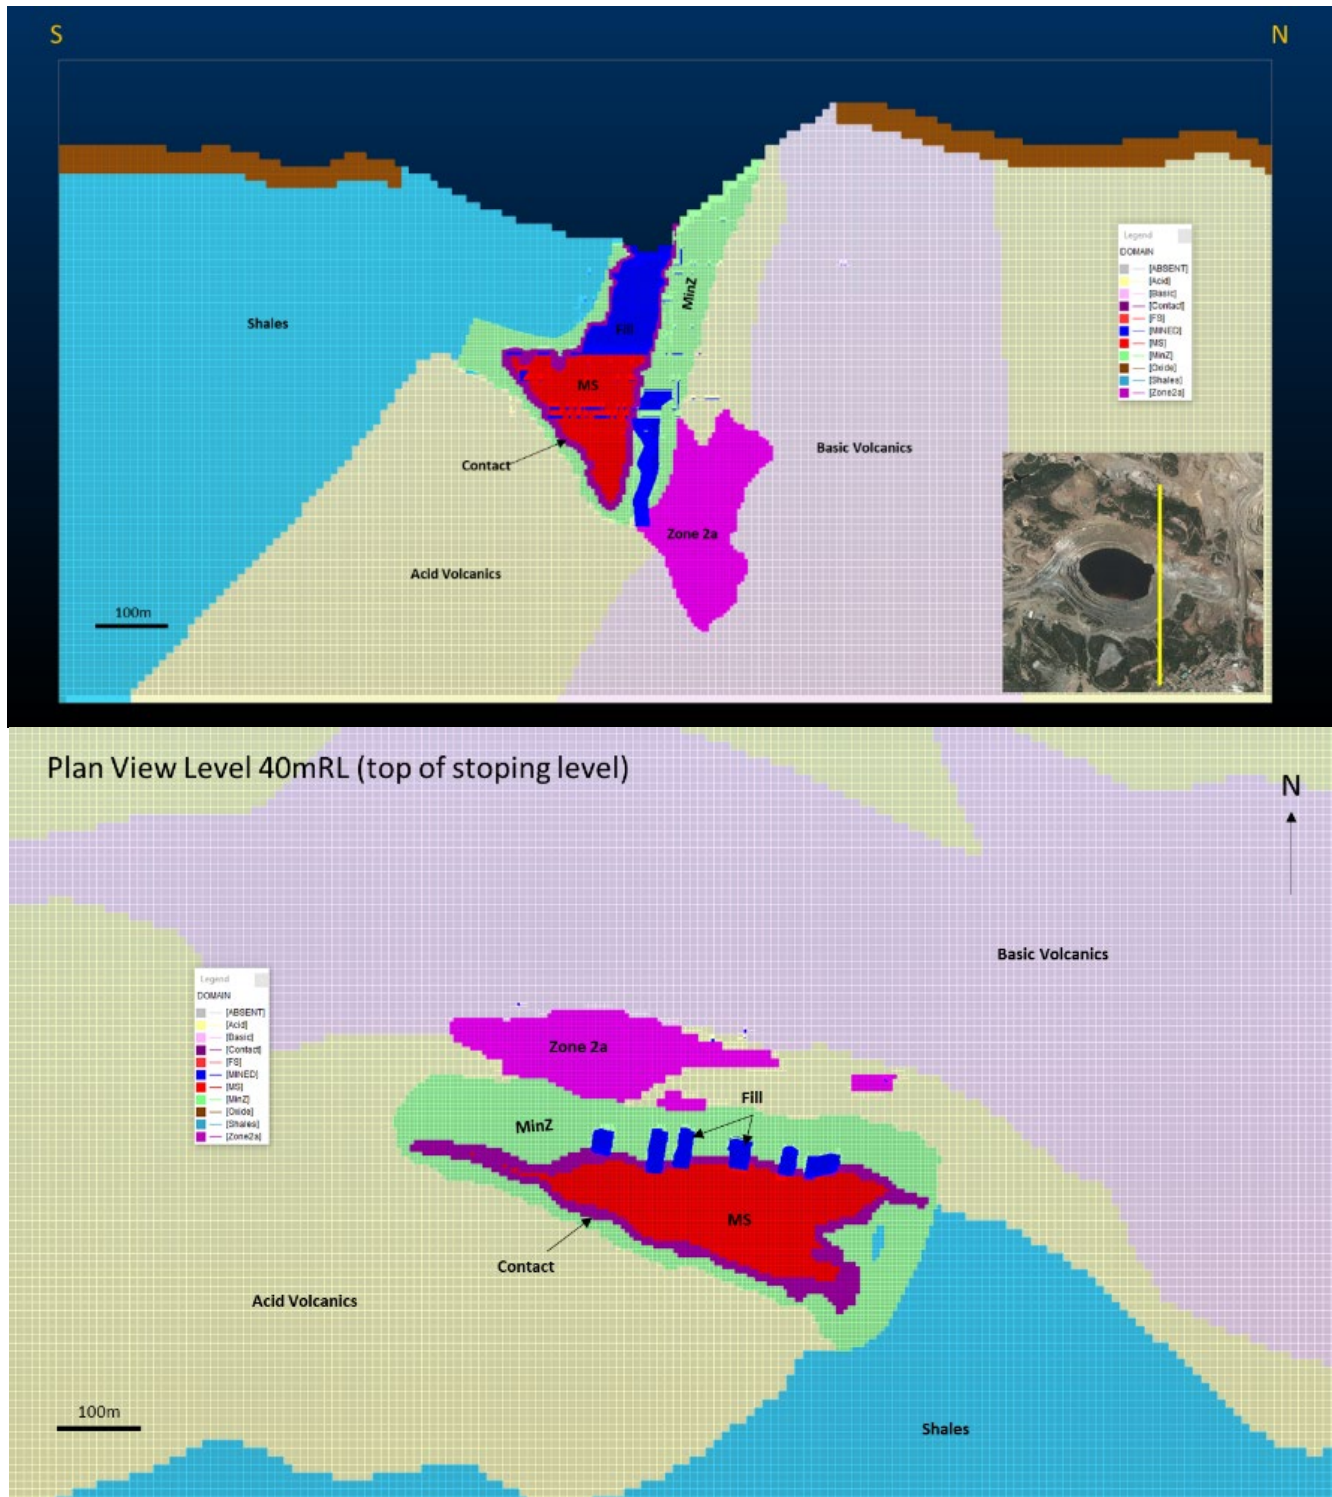 S
N
Legend
DOMAIN
[ABSENT]
[Acid]
[Basic]
[Contact]
[FS]
[MINED]
[MS]
[MinZ]
[Oxide]
[Shales]
[Zone2a]
MinZ
Shales
Fill
MS
Basic Volcanics
Contact
Zone 2a
Acid Volcanics
100m
Plan View Level 40mRL (top of stoping level)
N
Basic Volcanics
Legend
DOMAIN
[ABSENT]
[Acid]
[Basic]
[Contact]
[FS]
[MINED]
[MS]
[MinZ]
[Oxide]
[Shales]
[Zone2a]
Zone 2a
Fill
MinZ
MS
Contact
Acid Volcanics
100m
Shales